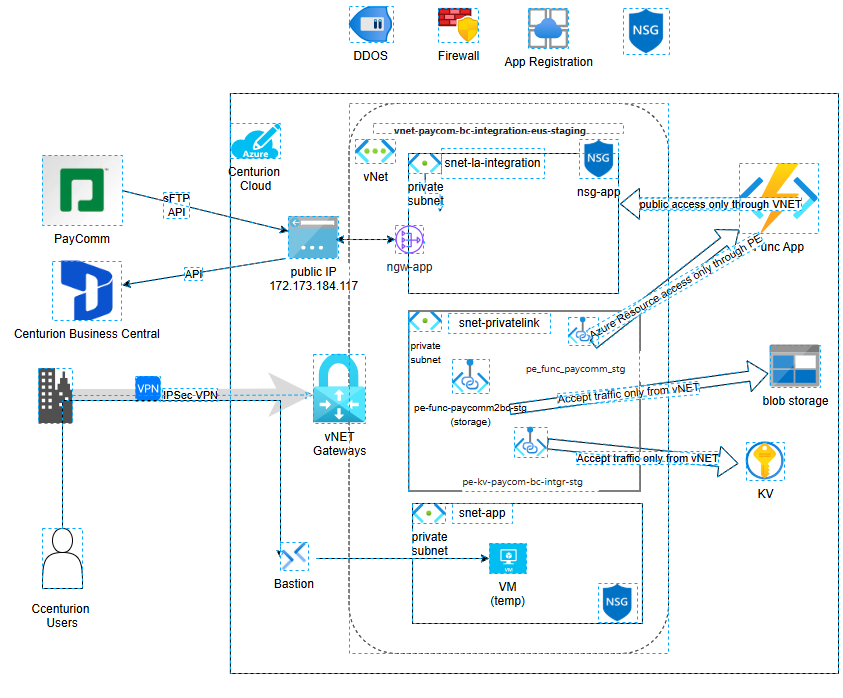 DDOS
Firewall
App Registration
NSG
NSG
vnet-paycom-bc-integration-eus-staging
Azure
Centurion
Cloud
vNet
snet-la-integration
NSG
nsg-app
private
subnet
PayComm
sFTP
API
public access only through VNET
Func App
public IP
172.173.184.117
ngw-app
API
Azure Resource access only through PE
Centurion Business Central
snet-privatelink
private
subnet
pe_func_paycomm_stg
VPN
IPSec VPN
pe-func-paycomm2bc-stg
(storage)
Accept traffic only from vNET
blob storage
vNET
Gateways
Accept traffic only from vNET
pe-kv-paycom-bc-intgr-stg
KV
snet-app
private
subnet
Bastion
VM
VM
(temp)
NSG
Ccenturion
Users